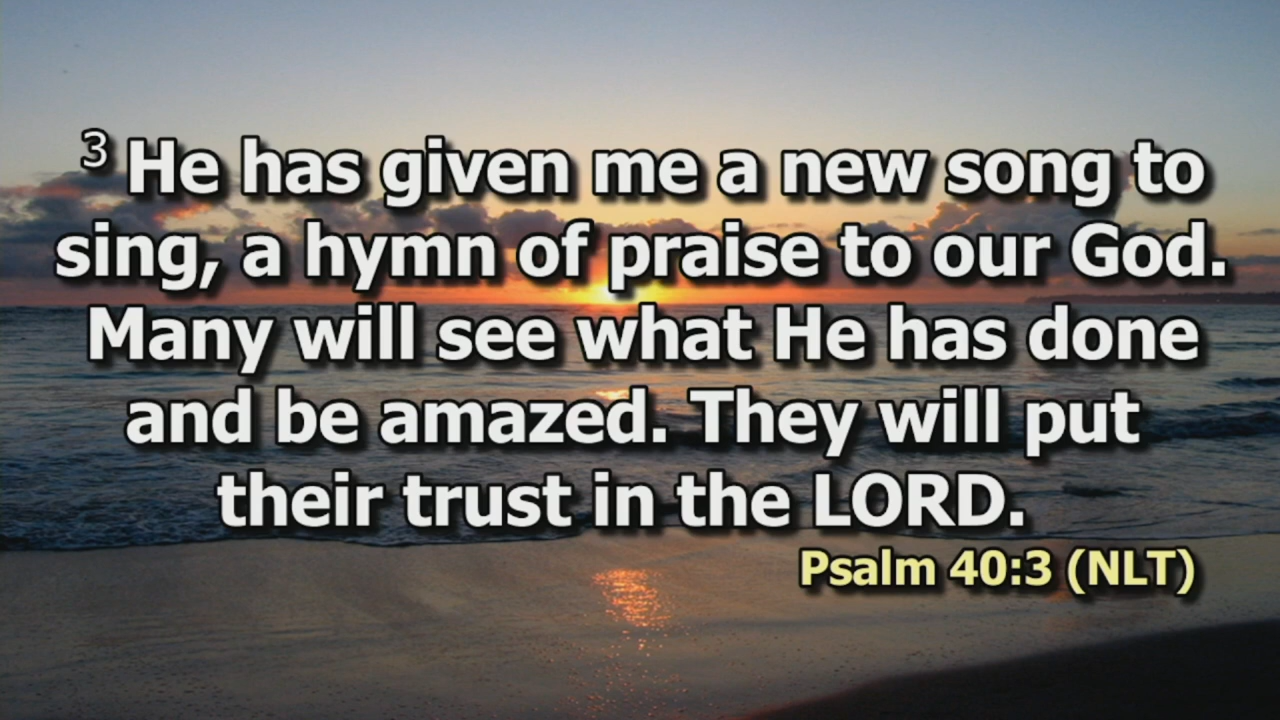 3 He has given me a new song to
sing, a hymn of praise to our God.
Many will see what He has done
and be amazed. They will put
their trust in the LORD.
Psalm 40:3 (NLT)